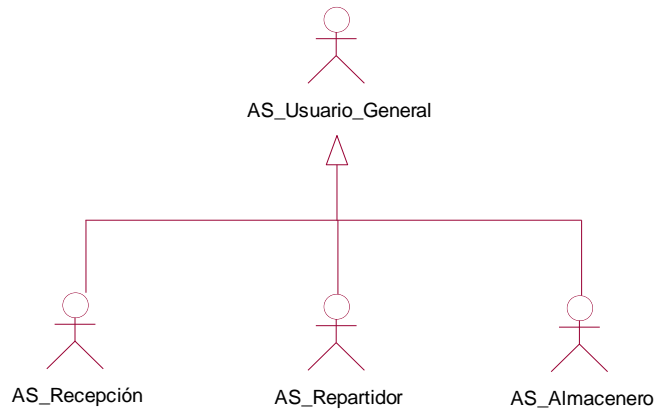 AS_Usuario_General
AS_Recepción
AS_Repartidor
AS_Almacenero